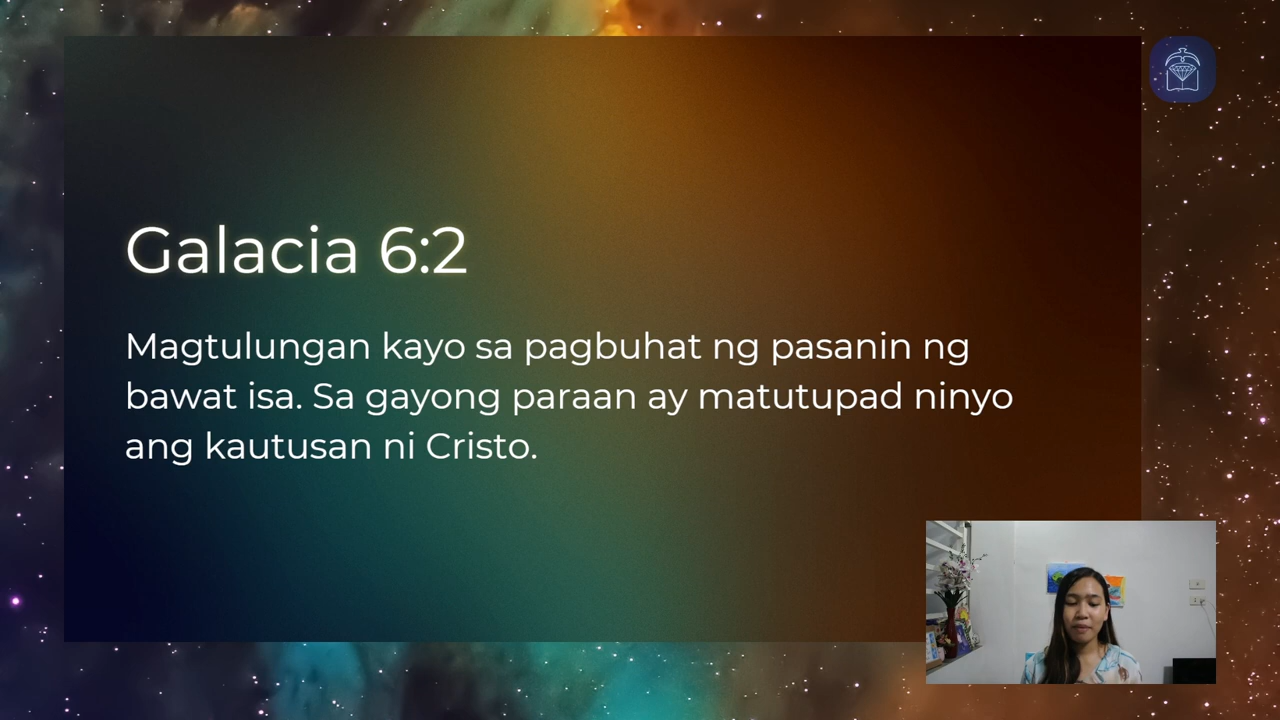 Galacia 6:2
Magtulungan kayo sa pagbuhat ng pasanin ng
bawat isa. Sa gayong paraan ay matutupad ninyo
ang kautusan ni Cristo.